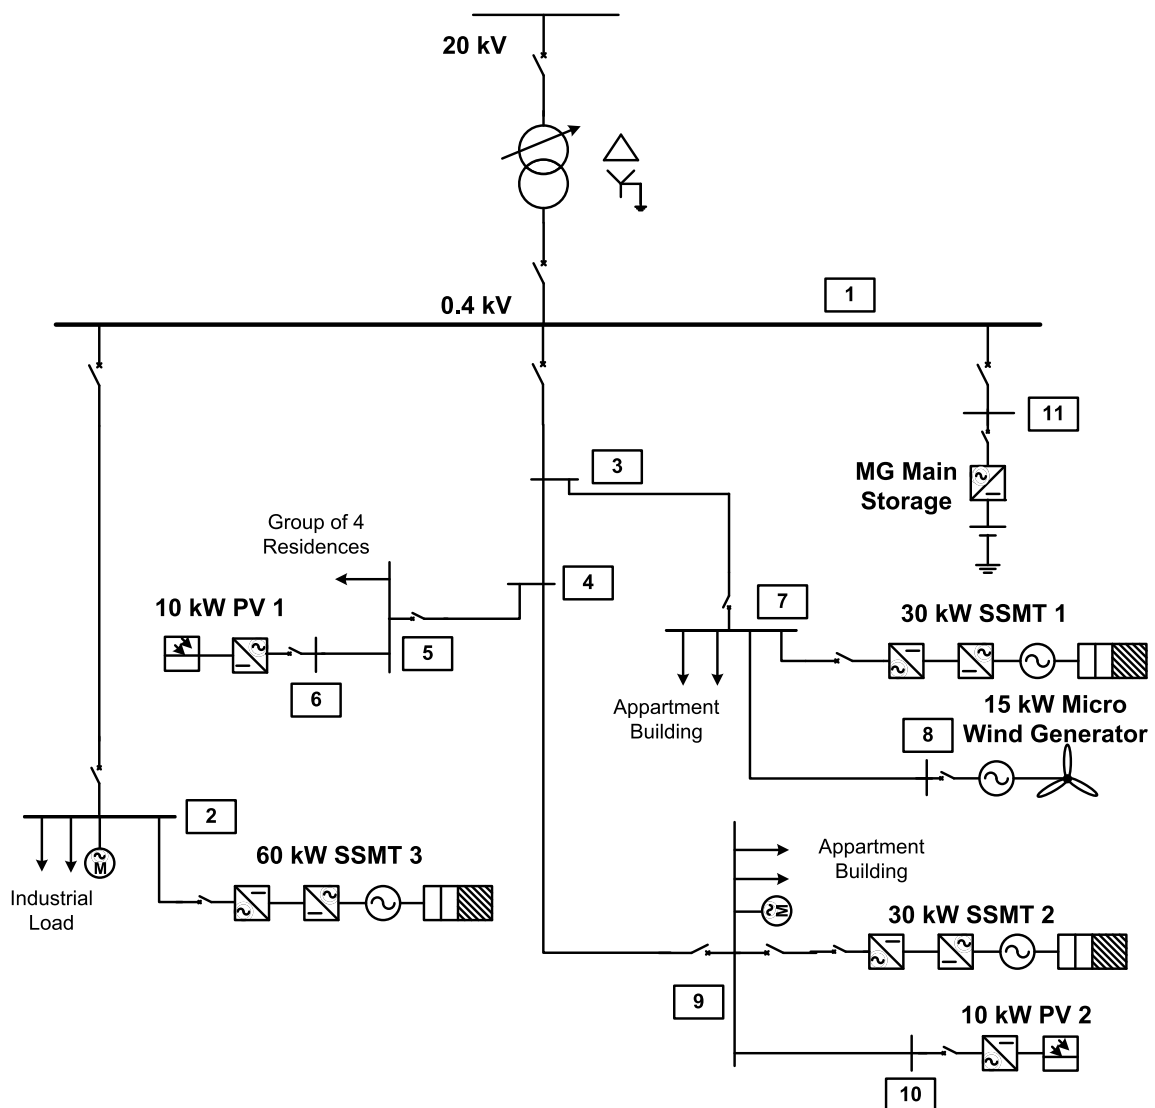 20 kV
0.4 kV
1
11
MG Main
Storage
3
Group of 4
Residences
4
10 kW PV 1
7
30 kW SSMT 1
5
6
Appartment
Building
15 kW Micro
Wind Generator
8
2
60 kW SSMT 3
M
Industrial
Load
Appartment
Building
M
30 kW SSMT 2
9
10 kW PV 2
10